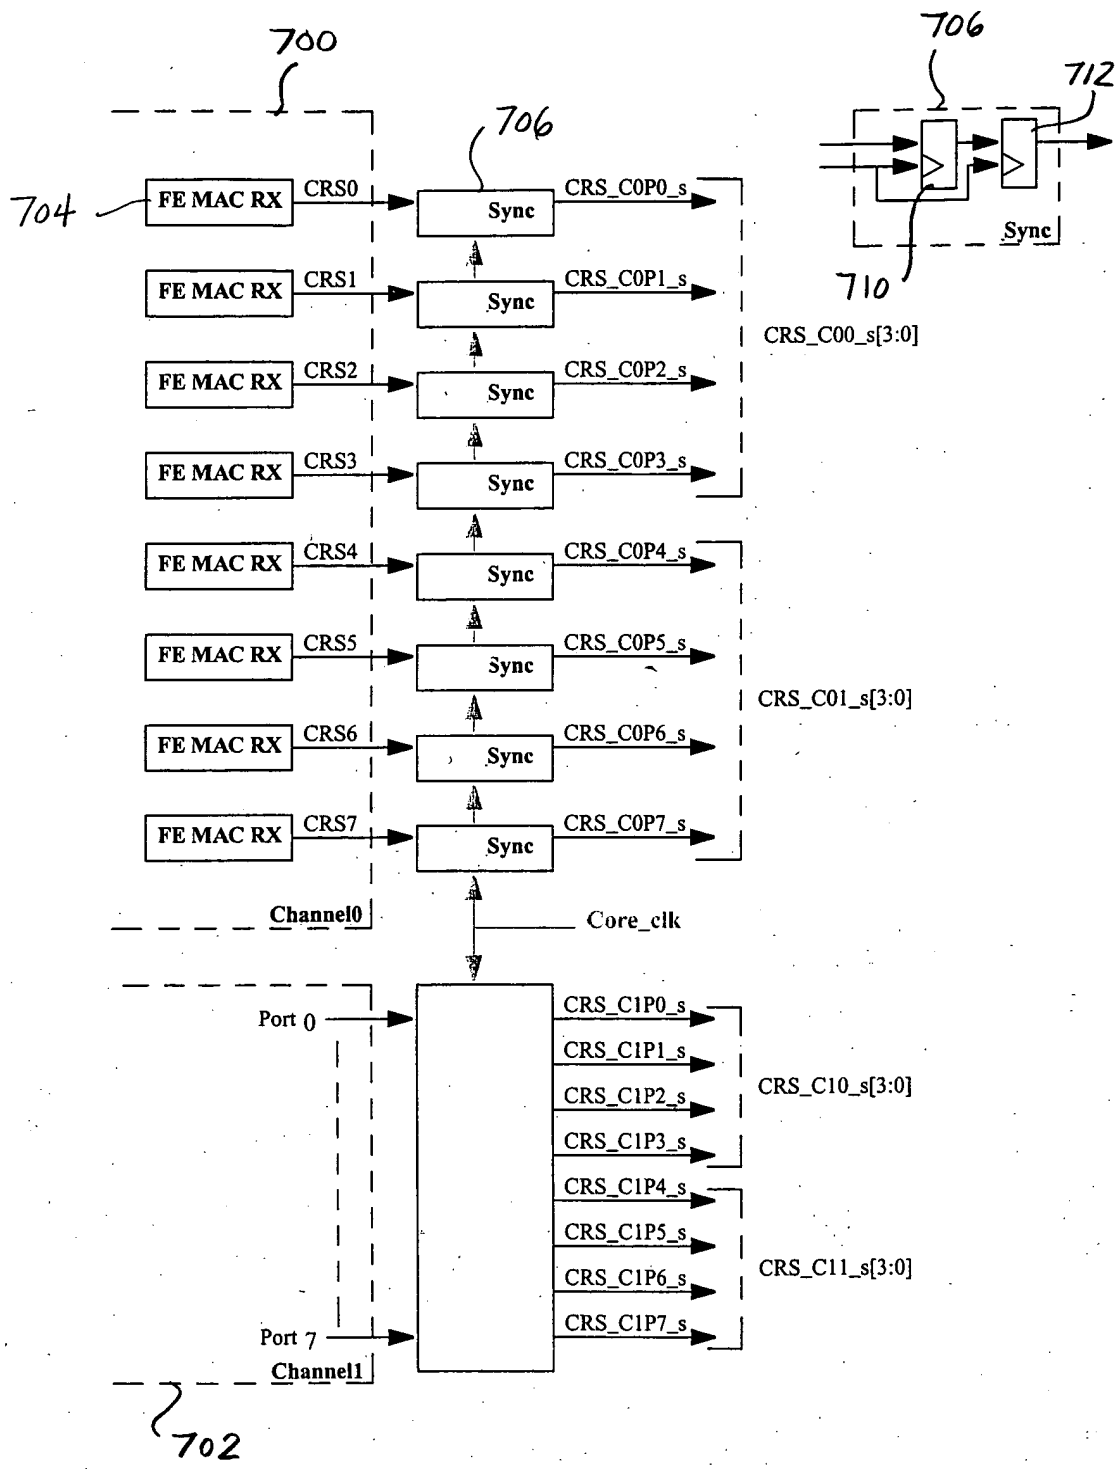 700
706
706
712
710
Sync
704
FE MAC RX
CRS0
Sync
CRS_C0P0_s
FE MAC RX
CRS1
Sync
CRS_C0P1_s
CRS_C00_s[3:0]
FE MAC RX
CRS2
Sync
CRS_C0P2_s
FE MAC RX
CRS3
Sync
CRS_C0P3_s
FE MAC RX
CRS4
Sync
CRS_C0P4_s
FE MAC RX
CRS5
Sync
CRS_C0P5_s
CRS_C01_s[3:0]
FE MAC RX
CRS6
Sync
CRS_C0P6_s
FE MAC RX
CRS7
Sync
CRS_C0P7_s
Channel0
Core_clk
Port 0
CRS_C1P0_s
CRS_C1P1_s
CRS_C10_s[3:0]
CRS_C1P2_s
CRS_C1P3_s
CRS_C1P4_s
CRS_C1P5_s
CRS_C11_s[3:0]
CRS_C1P6_s
CRS_C1P7_s
Port 7
Channel1
702